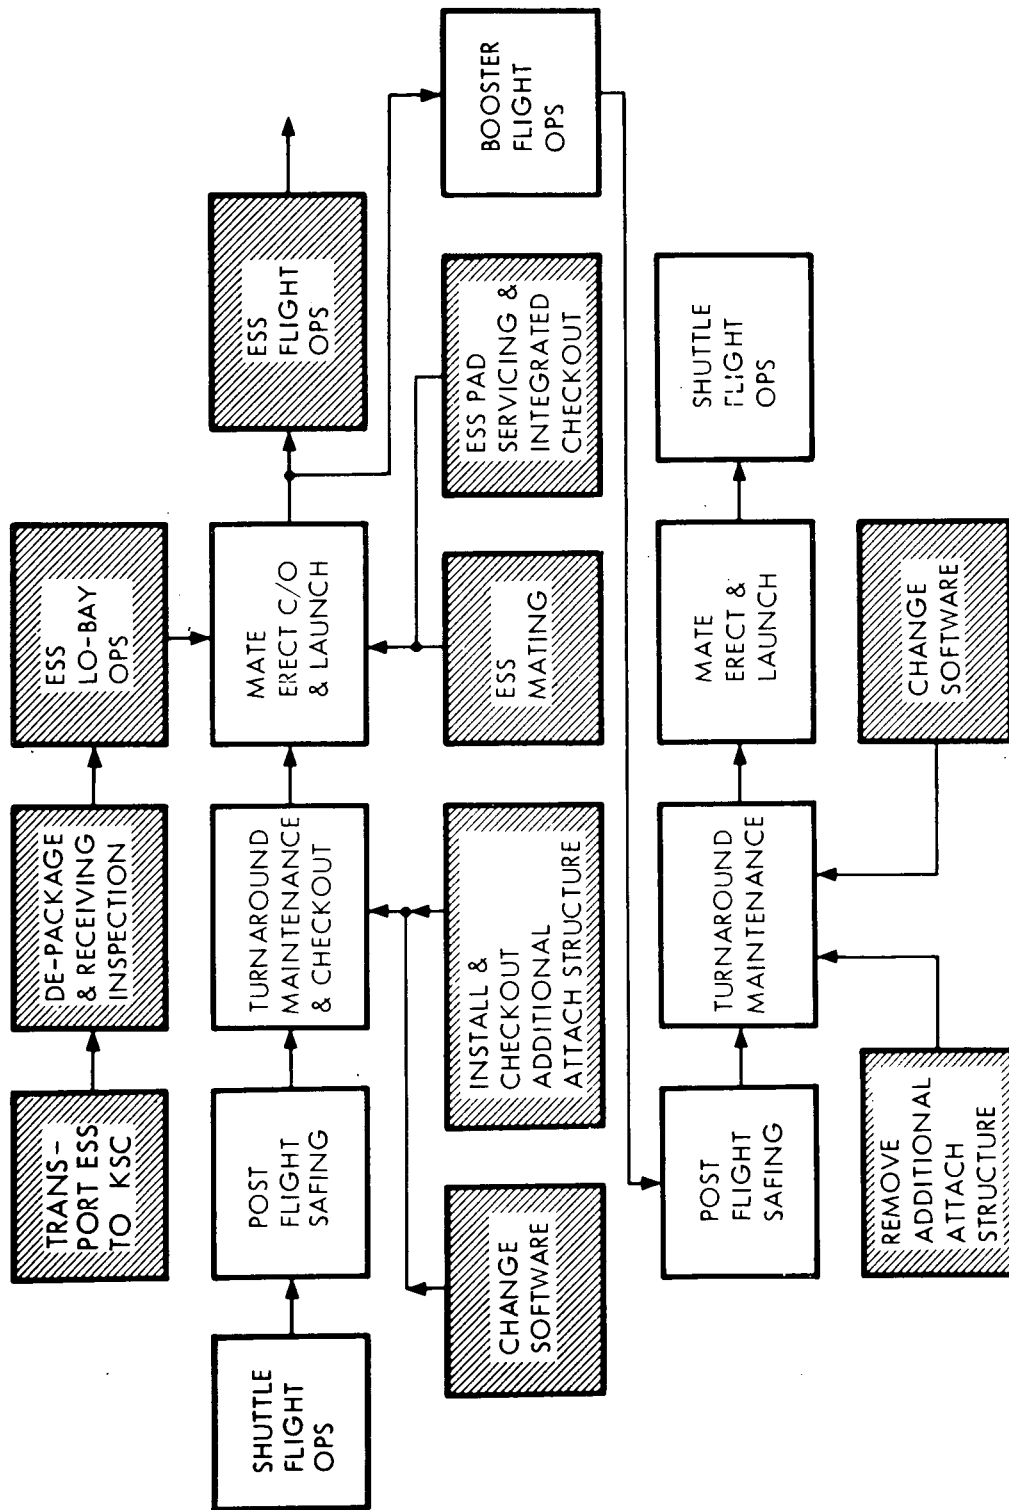 TRANS-
PORT ESS
TO KSC
DE-PACKAGE
& RECEIVING
INSPECTION
ESS
LO-BAY
OPS
SHUTTLE
FLIGHT
OPS
POST
FLIGHT
SAFING
TURNAROUND
MAINTENANCE
& CHECKOUT
MATE
ERECT C/O
& LAUNCH
ESS
FLIGHT
OPS
CHANGE
SOFTWARE
INSTALL &
CHECKOUT
ADDITIONAL
ATTACH STRUCTURE
ESS
MATING
ESS PAD
SERVICING &
INTEGRATED
CHECKOUT
BOOSTER
FLIGHT
OPS
POST
FLIGHT
SAFING
TURNAROUND
MAINTENANCE
MATE
ERECT &
LAUNCH
SHUTTLE
FLIGHT
OPS
REMOVE
ADDITIONAL
ATTACH
STRUCTURE
CHANGE
SOFTWARE